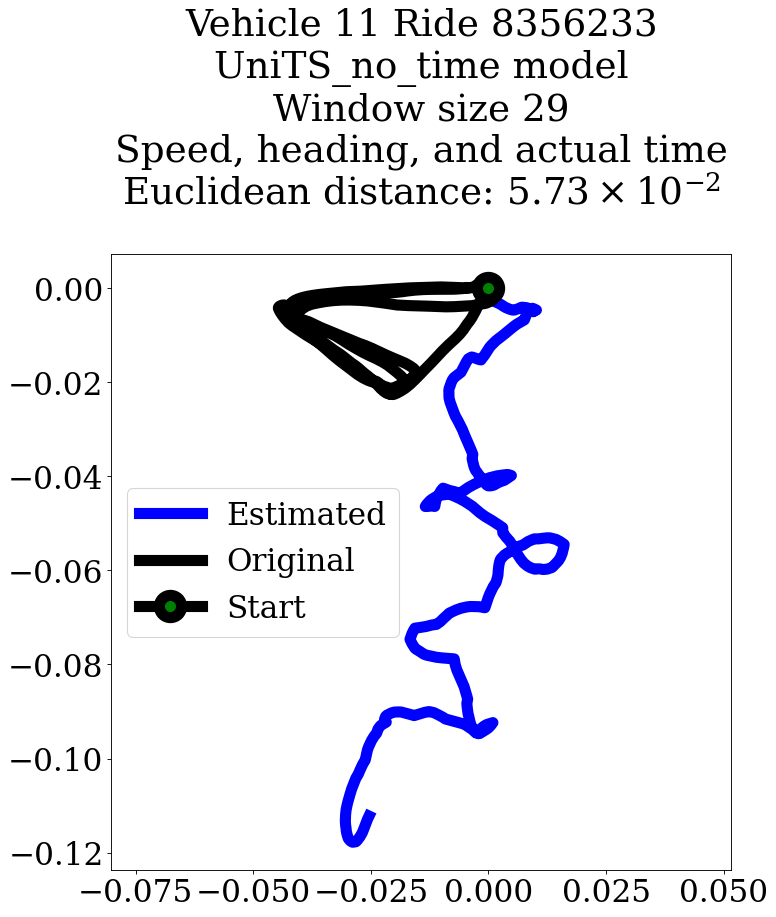 Vehicle 11 Ride 8356233
UniTS_no_time model
Window size 29
Speed, heading, and actual time
Euclidean distance: 5.73 × 10⁻²
0.00
−0.02
−0.04
−0.06
−0.08
−0.10
−0.12
Estimated
Original
Start
−0.075 −0.050 −0.025 0.000 0.025 0.050